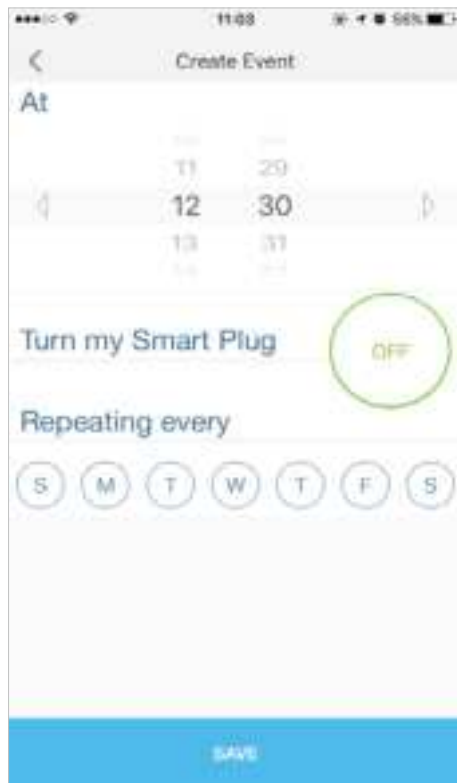 11:03 56%
Create Event
At
11 29
12 30
13 31
Turn my Smart Plug OFF
Repeating every
S M T W T F S
SAVE